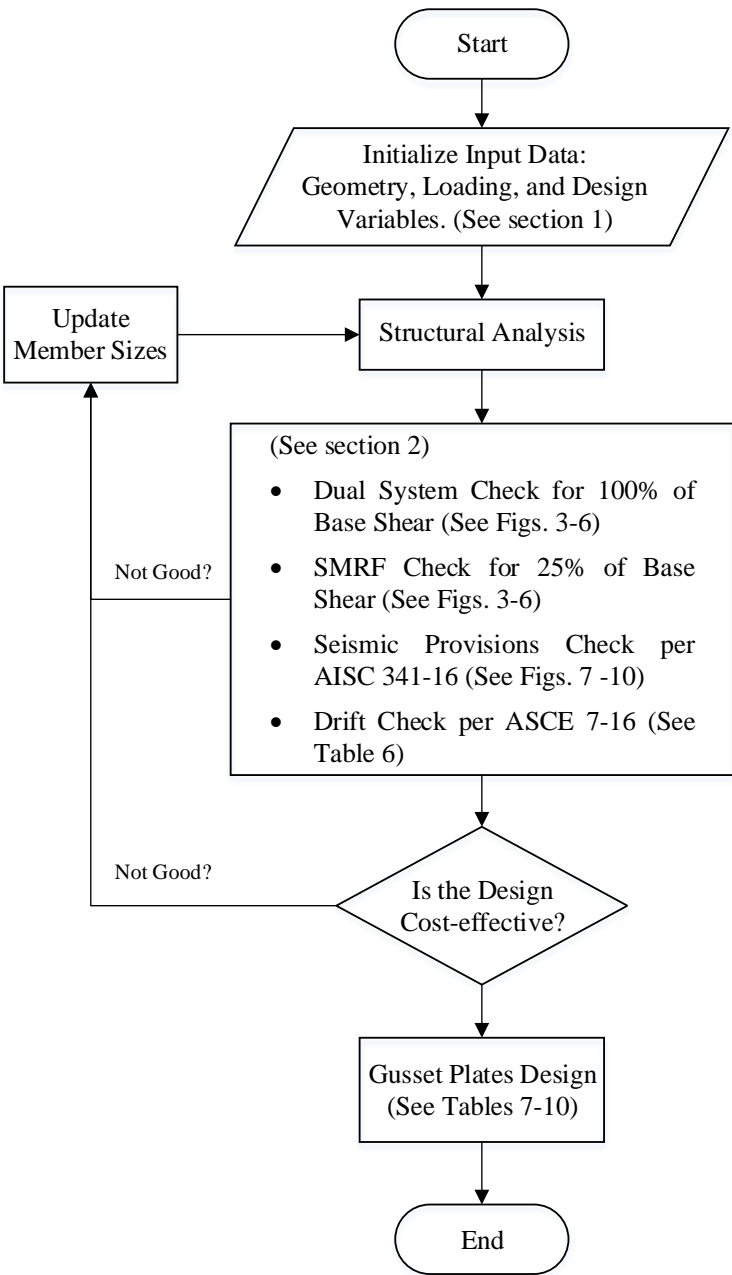 Start
Initialize Input Data:
Geometry, Loading, and Design
Variables. (See section 1)
Update
Member Sizes
Structural Analysis
(See section 2)
• Dual System Check for 100% of
Base Shear (See Figs. 3-6)
• SMRF Check for 25% of Base
Shear (See Figs. 3-6)
• Seismic Provisions Check per
AISC 341-16 (See Figs. 7 -10)
• Drift Check per ASCE 7-16 (See
Table 6)
Not Good?
Not Good?
Is the Design
Cost-effective?
Gusset Plates Design
(See Tables 7-10)
End